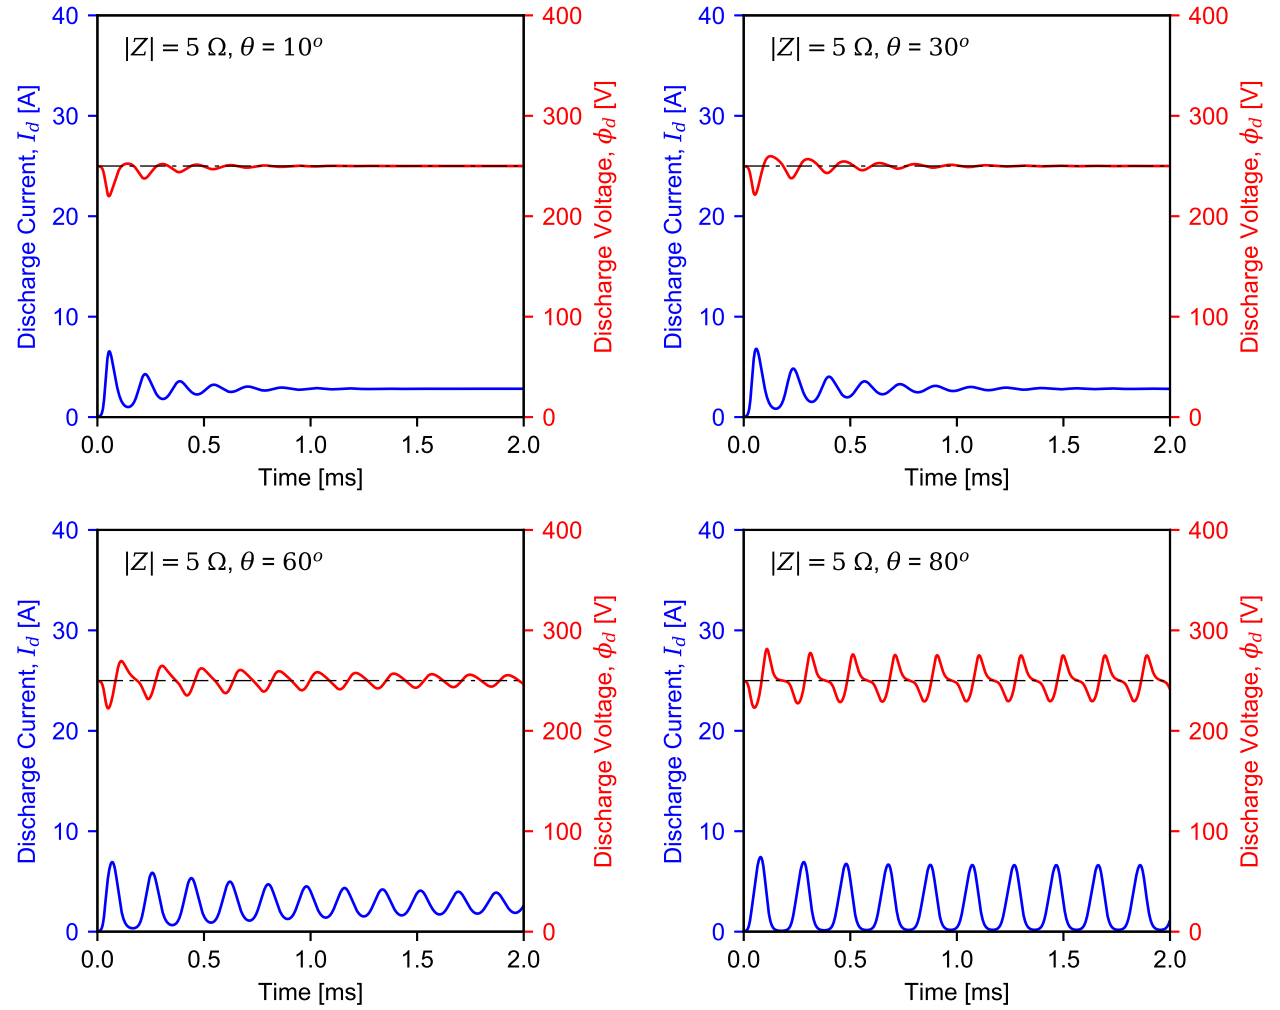 |Z| = 5 Ω, θ = 10°
Discharge Current, I_d [A]
40
30
20
10
0
Discharge Voltage, ϕ_d [V]
400
300
200
100
0
0.0 0.5 1.0 1.5 2.0
Time [ms]
|Z| = 5 Ω, θ = 30°
Discharge Current, I_d [A]
40
30
20
10
0
Discharge Voltage, ϕ_d [V]
400
300
200
100
0
0.0 0.5 1.0 1.5 2.0
Time [ms]
|Z| = 5 Ω, θ = 60°
Discharge Current, I_d [A]
40
30
20
10
0
Discharge Voltage, ϕ_d [V]
400
300
200
100
0
0.0 0.5 1.0 1.5 2.0
Time [ms]
|Z| = 5 Ω, θ = 80°
Discharge Current, I_d [A]
40
30
20
10
0
Discharge Voltage, ϕ_d [V]
400
300
200
100
0
0.0 0.5 1.0 1.5 2.0
Time [ms]